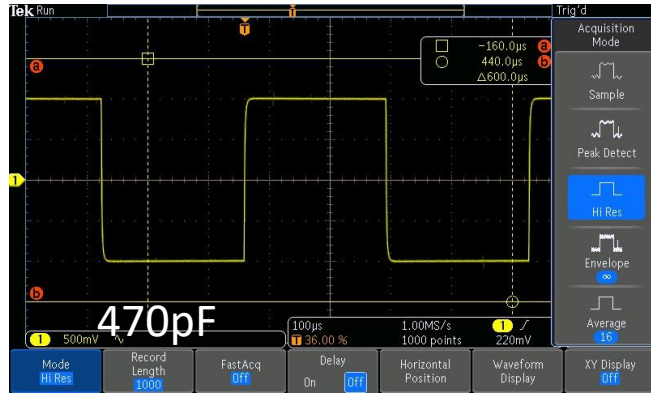 Tek Run
Trig'd
T
T
a
□ -160.0μs a
○ 440.0μs b
△600.0μs
1
b
470pF
1 500mV ∿
100μs 1.00MS/s 1 /
T 36.00 % 1000 points 220mV
Acquisition
Mode
Sample
Peak Detect
Hi Res
Envelope
∞
Average
16
Mode
Hi Res
Record
Length
1000
FastAcq
Off
Delay
On Off
Horizontal
Position
Waveform
Display
XY Display
Off